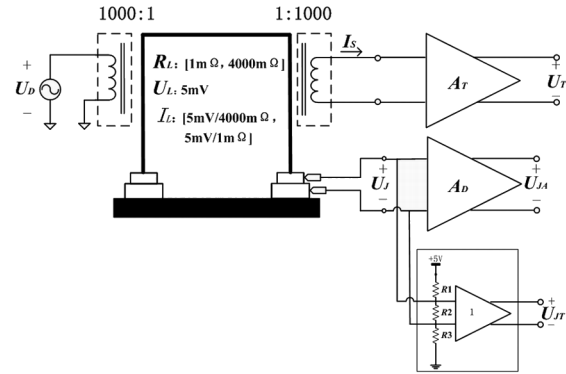 1000:1
1:1000
+
U_D
−
R_L: [1mΩ, 4000mΩ]
U_L: 5mV
I_L: [5mV/4000mΩ,
5mV/1mΩ]
I_S
A_T
+
U_T
−
+
U_J
−
A_D
+
U_JA
−
+5V
R1
R2
R3
1
+
U_JT
−